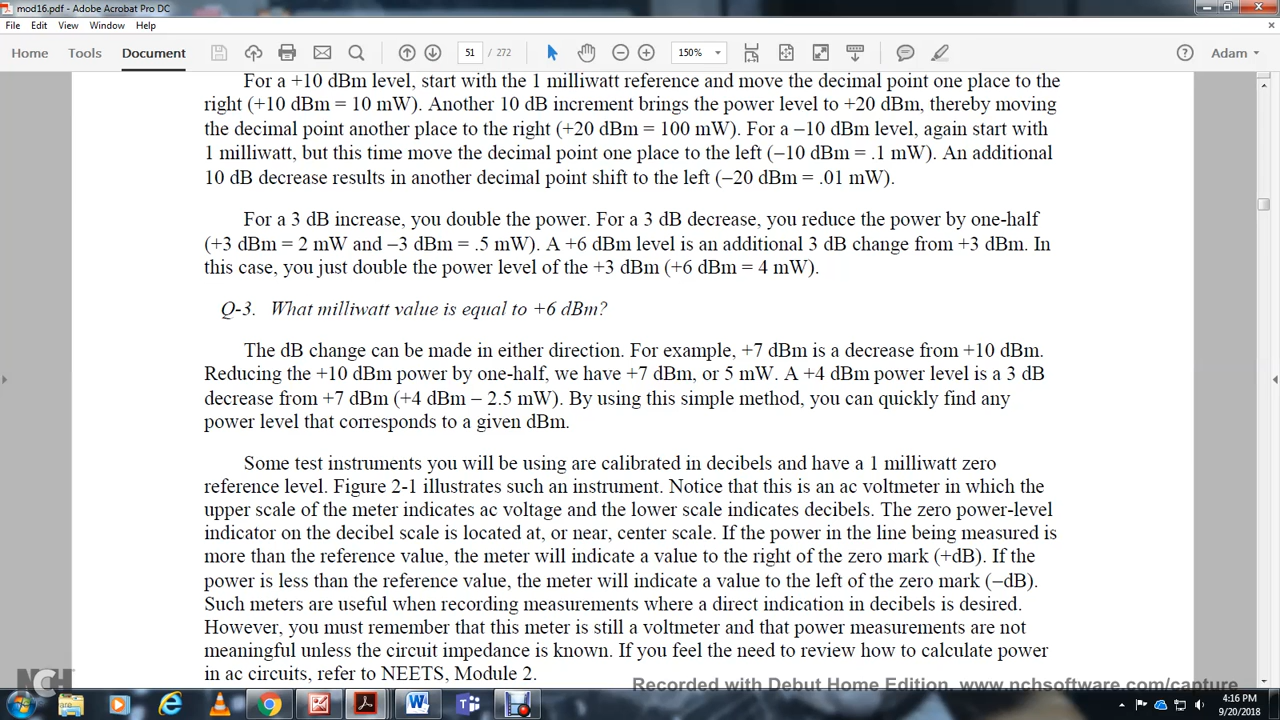 mod16.pdf - Adobe Acrobat Pro DC
File Edit View Window Help
Home Tools Document 51 / 272 150% Adam
For a +10 dBm level, start with the 1 milliwatt reference and move the decimal point one place to the
right (+10 dBm = 10 mW). Another 10 dB increment brings the power level to +20 dBm, thereby moving
the decimal point another place to the right (+20 dBm = 100 mW). For a −10 dBm level, again start with
1 milliwatt, but this time move the decimal point one place to the left (−10 dBm = .1 mW). An additional
10 dB decrease results in another decimal point shift to the left (−20 dBm = .01 mW).
For a 3 dB increase, you double the power. For a 3 dB decrease, you reduce the power by one-half
(+3 dBm = 2 mW and −3 dBm = .5 mW). A +6 dBm level is an additional 3 dB change from +3 dBm. In
this case, you just double the power level of the +3 dBm (+6 dBm = 4 mW).
Q-3. What milliwatt value is equal to +6 dBm?
The dB change can be made in either direction. For example, +7 dBm is a decrease from +10 dBm.
Reducing the +10 dBm power by one-half, we have +7 dBm, or 5 mW. A +4 dBm power level is a 3 dB
decrease from +7 dBm (+4 dBm − 2.5 mW). By using this simple method, you can quickly find any
power level that corresponds to a given dBm.
Some test instruments you will be using are calibrated in decibels and have a 1 milliwatt zero
reference level. Figure 2-1 illustrates such an instrument. Notice that this is an ac voltmeter in which the
upper scale of the meter indicates ac voltage and the lower scale indicates decibels. The zero power-level
indicator on the decibel scale is located at, or near, center scale. If the power in the line being measured is
more than the reference value, the meter will indicate a value to the right of the zero mark (+dB). If the
power is less than the reference value, the meter will indicate a value to the left of the zero mark (−dB).
Such meters are useful when recording measurements where a direct indication in decibels is desired.
However, you must remember that this meter is still a voltmeter and that power measurements are not
meaningful unless the circuit impedance is known. If you feel the need to review how to calculate power
in ac circuits, refer to NEETS, Module 2.
NCH
Recorded with Debut Home Edition. www.nchsoftware.com/capture
4:16 PM
9/20/2018